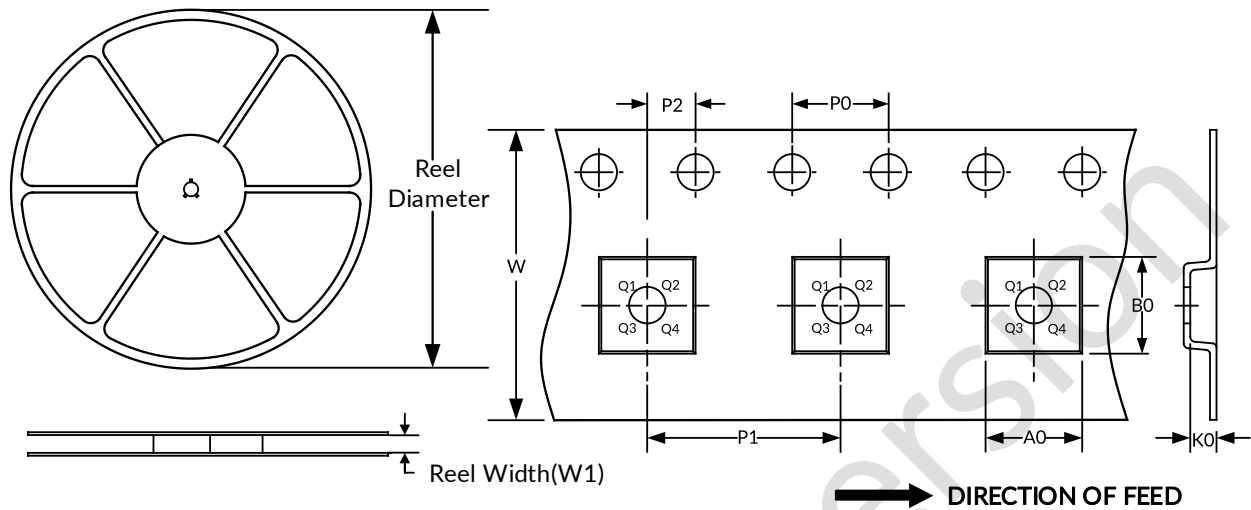 P2
P0
Reel
Diameter
W
Q1 Q2
Q3 Q4
Q1 Q2
Q3 Q4
Q1 Q2
Q3 Q4
B0
P1
A0
K0
Reel Width(W1)
DIRECTION OF FEED
ersion